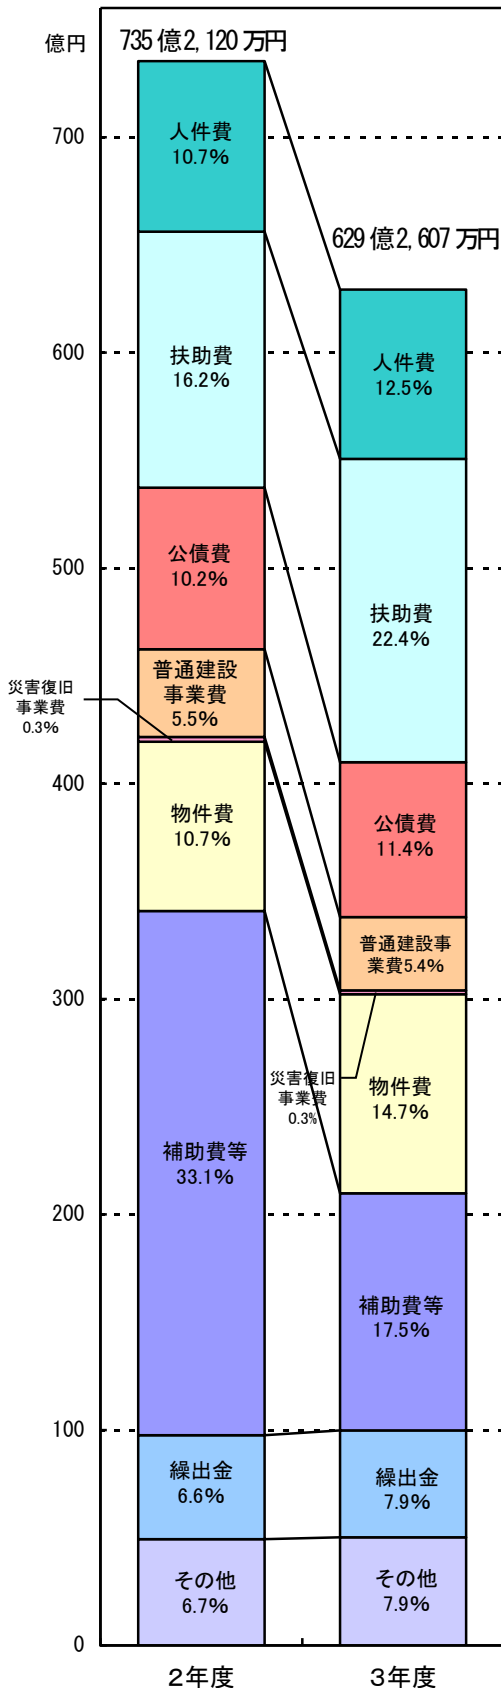 億円
735億2,120万円
629億2,607万円
700
600
500
400
300
200
100
0
人件費
10.7%
扶助費
16.2%
公債費
10.2%
普通建設
事業費
5.5%
災害復旧
事業費
0.3%
物件費
10.7%
補助費等
33.1%
繰出金
6.6%
その他
6.7%
人件費
12.5%
扶助費
22.4%
公債費
11.4%
普通建設事
業費5.4%
災害復旧
事業費
0.3%
物件費
14.7%
補助費等
17.5%
繰出金
7.9%
その他
7.9%
2年度
3年度